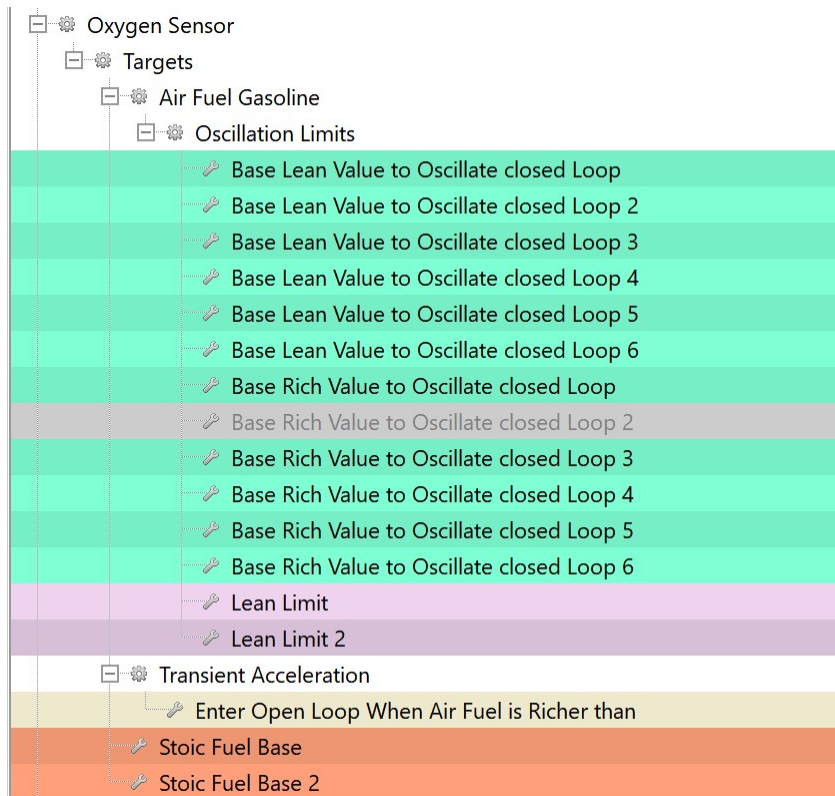 Oxygen Sensor
Targets
Air Fuel Gasoline
Oscillation Limits
Base Lean Value to Oscillate closed Loop
Base Lean Value to Oscillate closed Loop 2
Base Lean Value to Oscillate closed Loop 3
Base Lean Value to Oscillate closed Loop 4
Base Lean Value to Oscillate closed Loop 5
Base Lean Value to Oscillate closed Loop 6
Base Rich Value to Oscillate closed Loop
Base Rich Value to Oscillate closed Loop 2
Base Rich Value to Oscillate closed Loop 3
Base Rich Value to Oscillate closed Loop 4
Base Rich Value to Oscillate closed Loop 5
Base Rich Value to Oscillate closed Loop 6
Lean Limit
Lean Limit 2
Transient Acceleration
Enter Open Loop When Air Fuel is Richer than
Stoic Fuel Base
Stoic Fuel Base 2